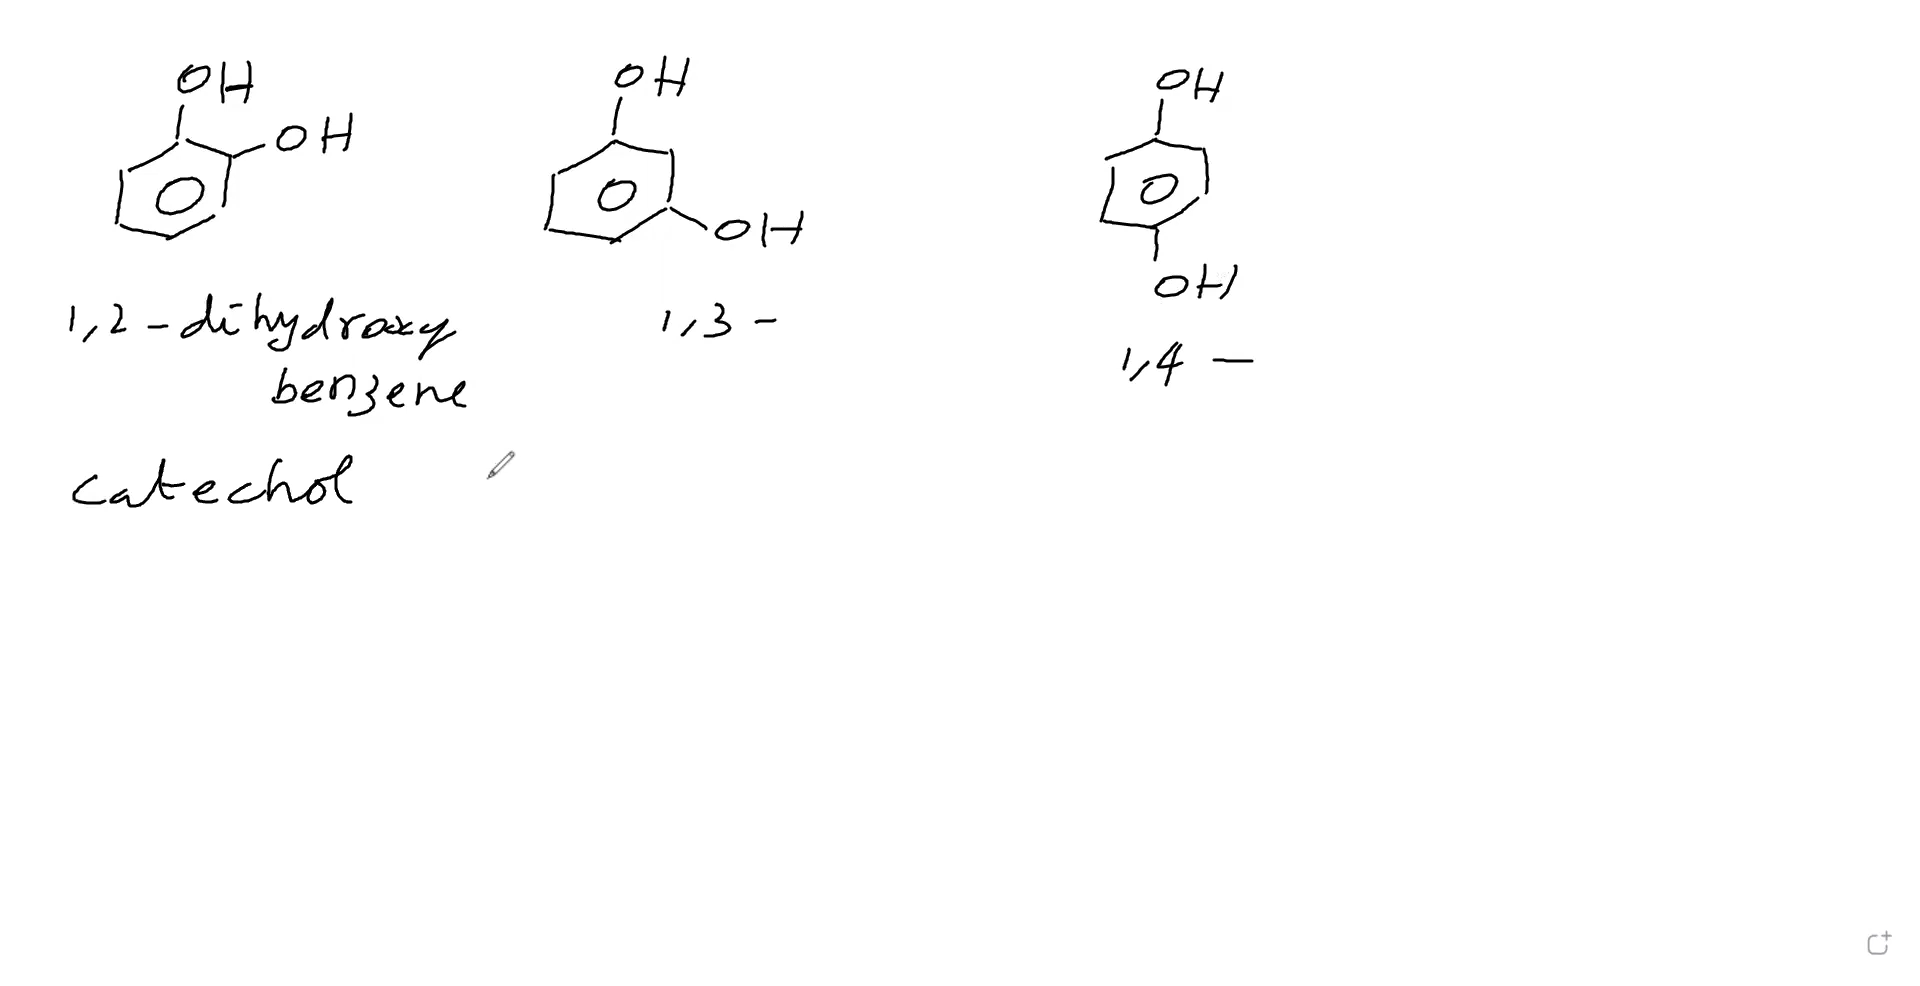 OH
OH
OH
OH
OH
OH
1,2 - dihydroxy
benzene
1,3 -
1,4 -
catechol